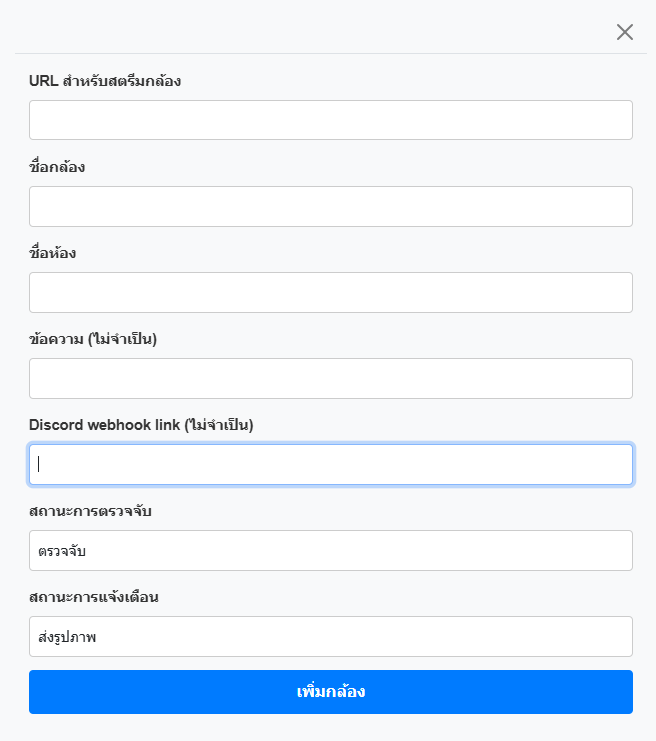 URL สำหรับสตรีมกล้อง
ชื่อกล้อง
ชื่อห้อง
ข้อความ (ไม่จำเป็น)
Discord webhook link (ไม่จำเป็น)
สถานะการตรวจจับ
ตรวจจับ
สถานะการแจ้งเตือน
ส่งรูปภาพ
เพิ่มกล้อง